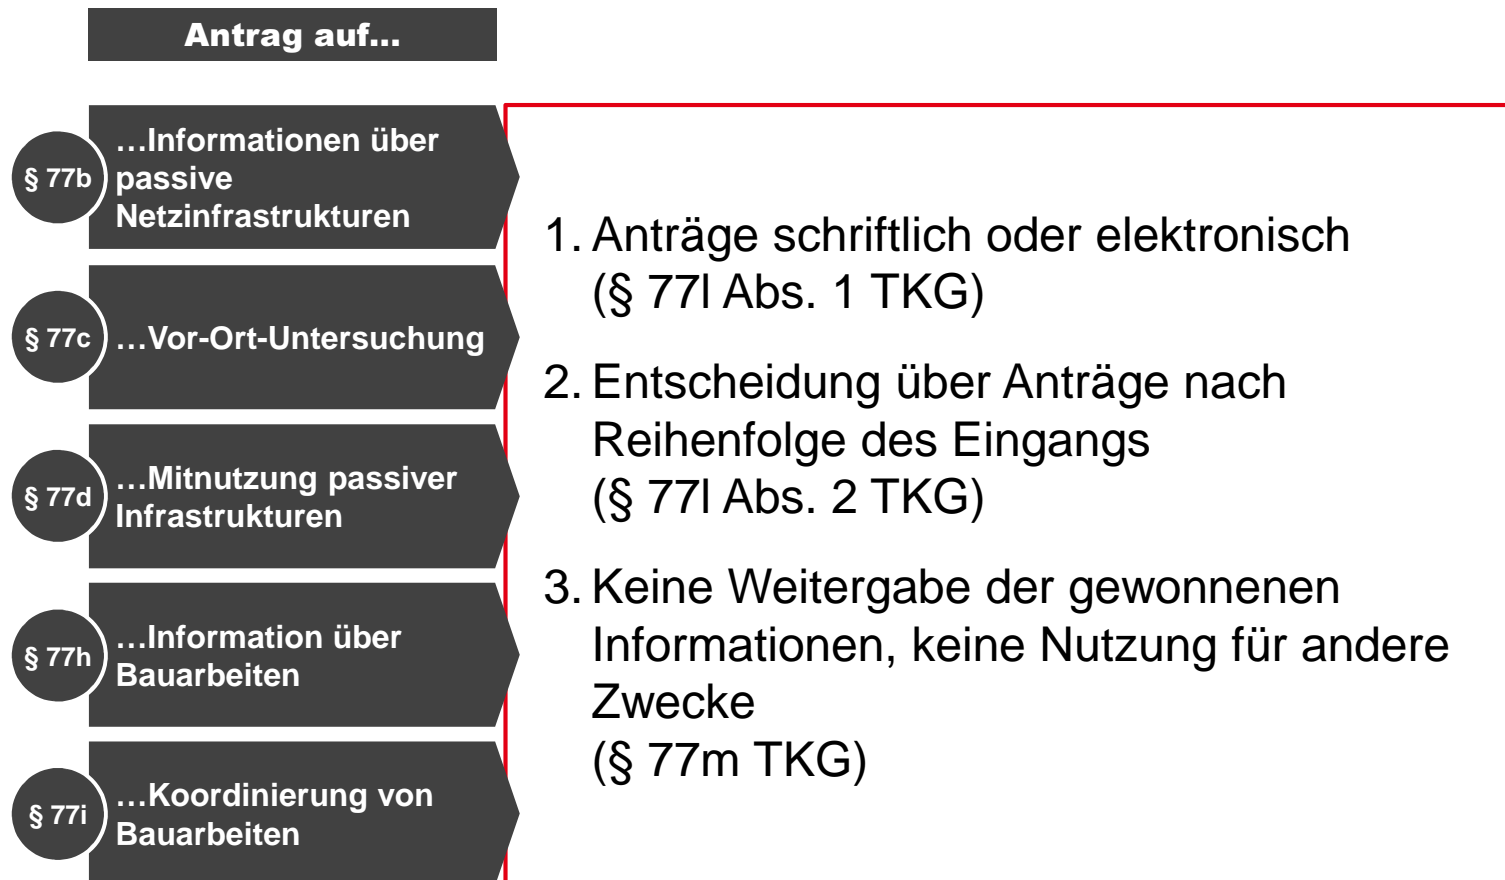 Antrag auf...
§ 77b
…Informationen über
passive
Netzinfrastrukturen
§ 77c
…Vor-Ort-Untersuchung
§ 77d
…Mitnutzung passiver
Infrastrukturen
§ 77h
…Information über
Bauarbeiten
§ 77i
…Koordinierung von
Bauarbeiten
1. Anträge schriftlich oder elektronisch
(§ 77l Abs. 1 TKG)
2. Entscheidung über Anträge nach
Reihenfolge des Eingangs
(§ 77l Abs. 2 TKG)
3. Keine Weitergabe der gewonnenen
Informationen, keine Nutzung für andere
Zwecke
(§ 77m TKG)